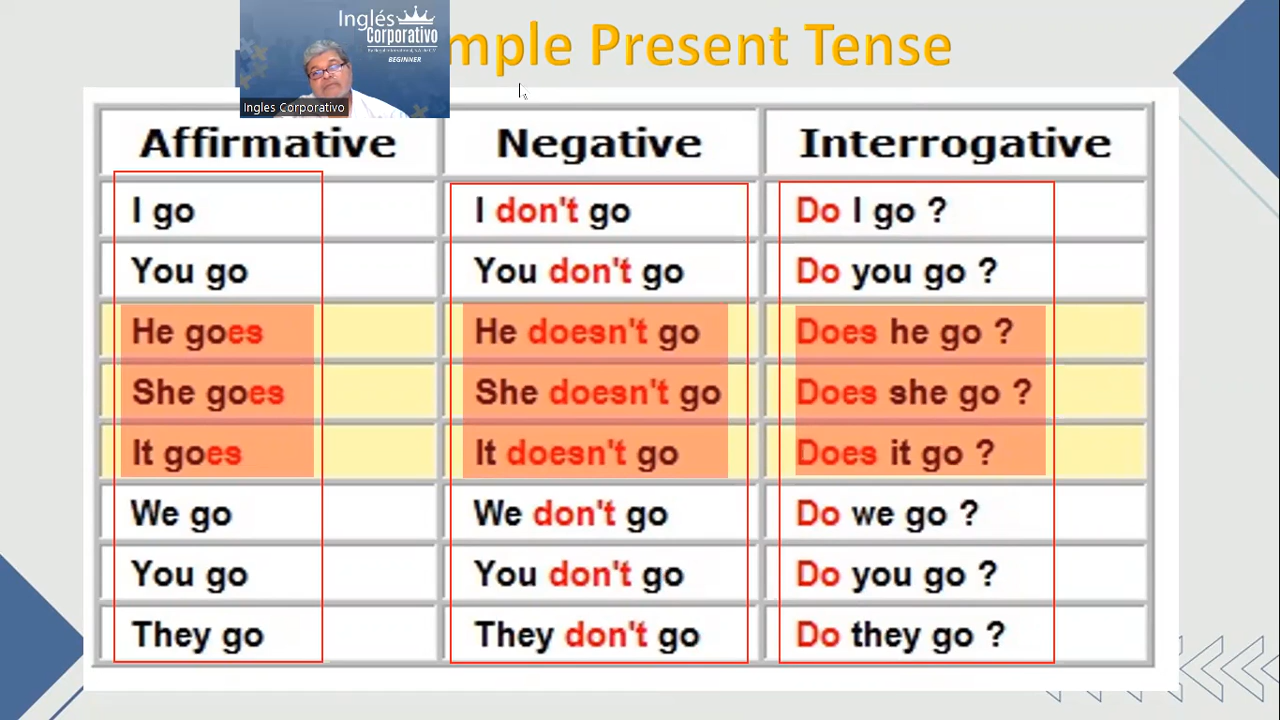 Inglés
Corporativo
BEGINNER
Ingles Corporativo
mple Present Tense
Affirmative Negative Interrogative
I go I don't go Do I go ?
You go You don't go Do you go ?
He goes He doesn't go Does he go ?
She goes She doesn't go Does she go ?
It goes It doesn't go Does it go ?
We go We don't go Do we go ?
You go You don't go Do you go ?
They go They don't go Do they go ?